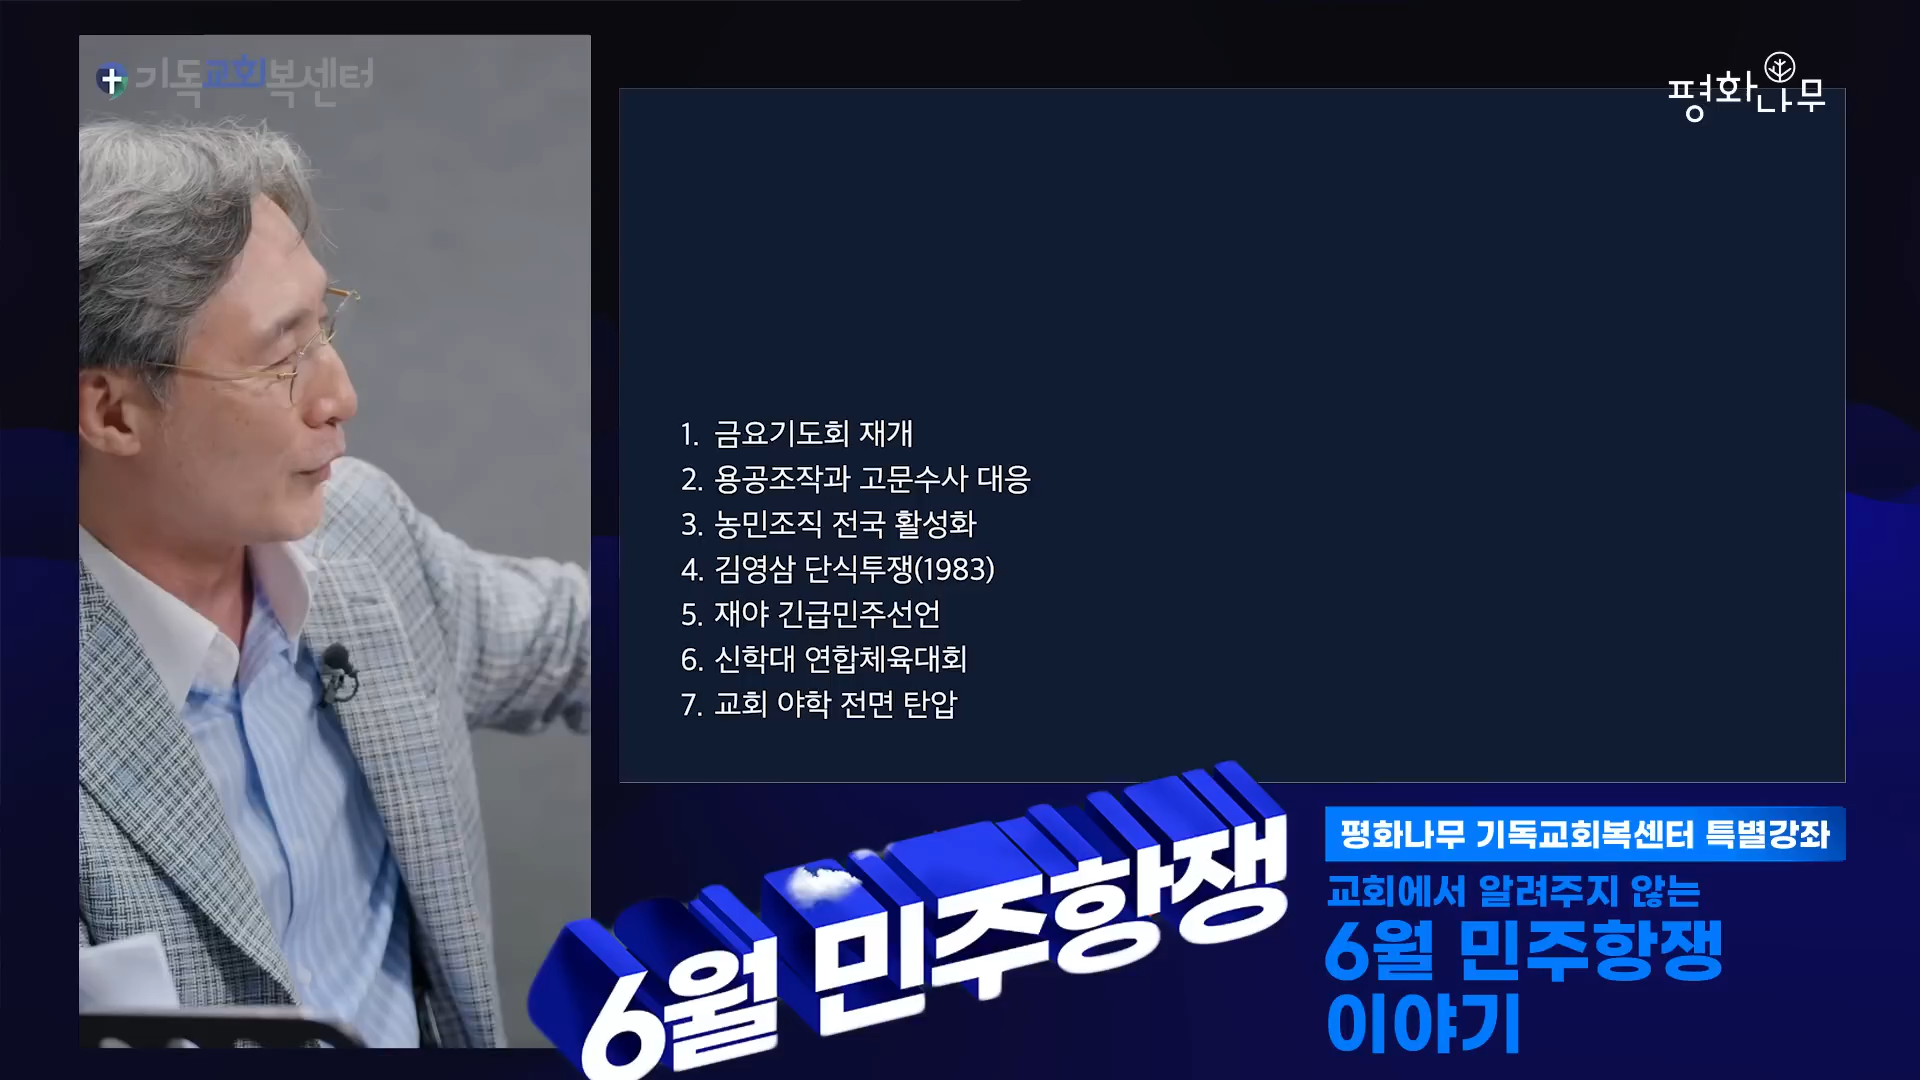 기독교회복센터
평화나무
1. 금요기도회 재개
2. 용공조작과 고문수사 대응
3. 농민조직 전국 활성화
4. 김영삼 단식투쟁(1983)
5. 재야 긴급민주선언
6. 신학대 연합체육대회
7. 교회 야학 전면 탄압
6월 민주항쟁
평화나무 기독교회복센터 특별강좌
교회에서 알려주지 않는
6월 민주항쟁
이야기